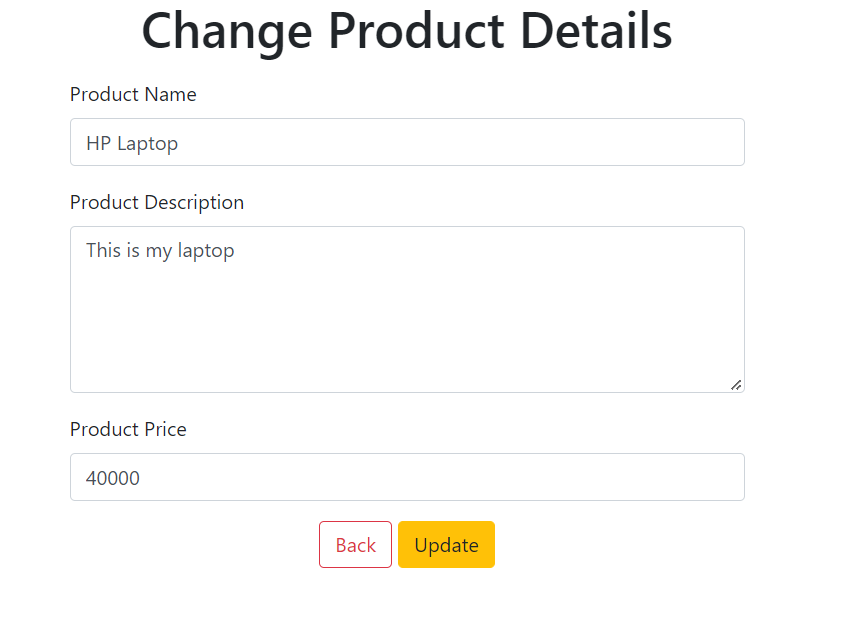 Change Product Details
Product Name
HP Laptop
Product Description
This is my laptop
Product Price
40000
Back Update